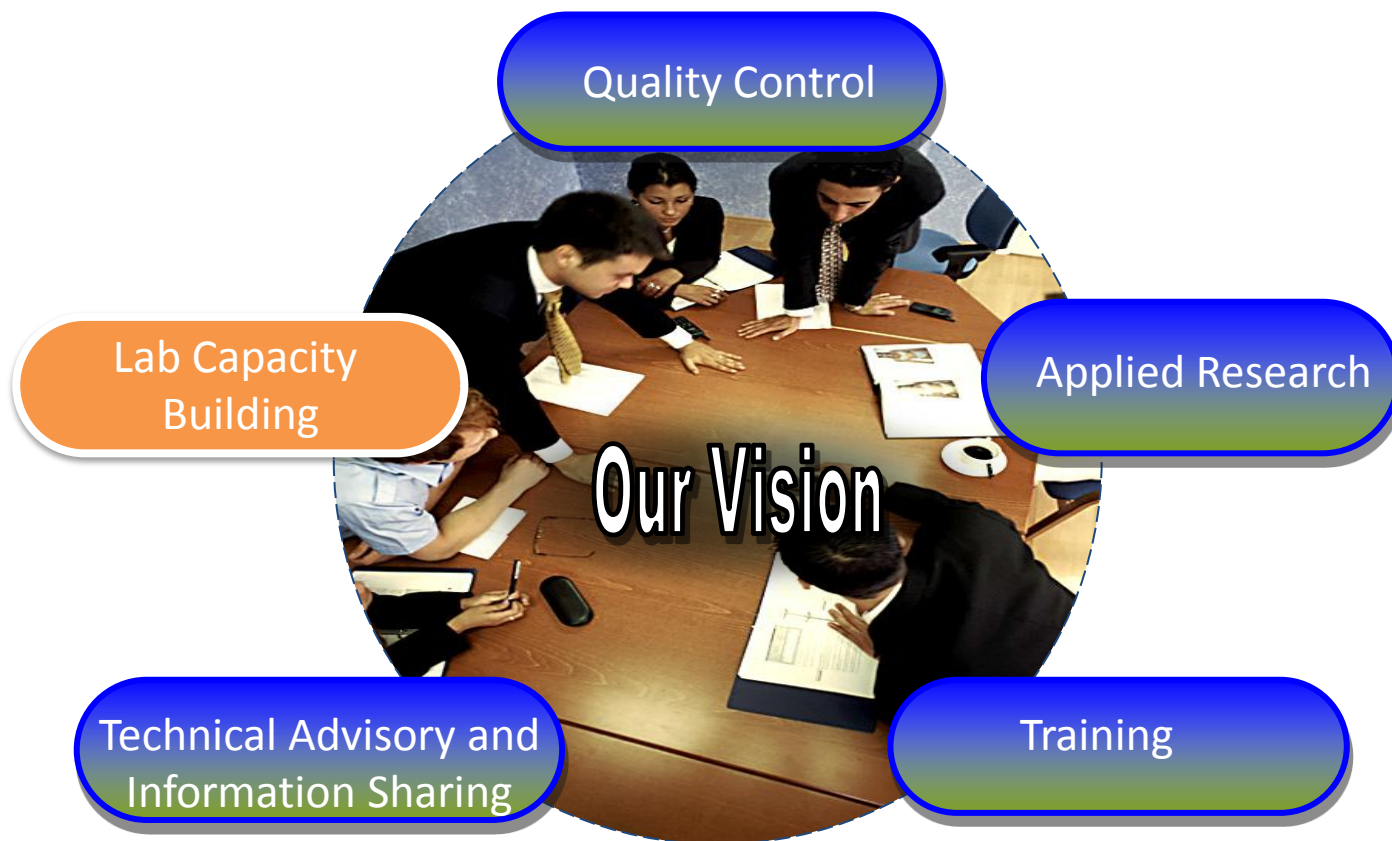 Quality Control
Lab Capacity
Building
Applied Research
Our Vision
Technical Advisory and
Information Sharing
Training